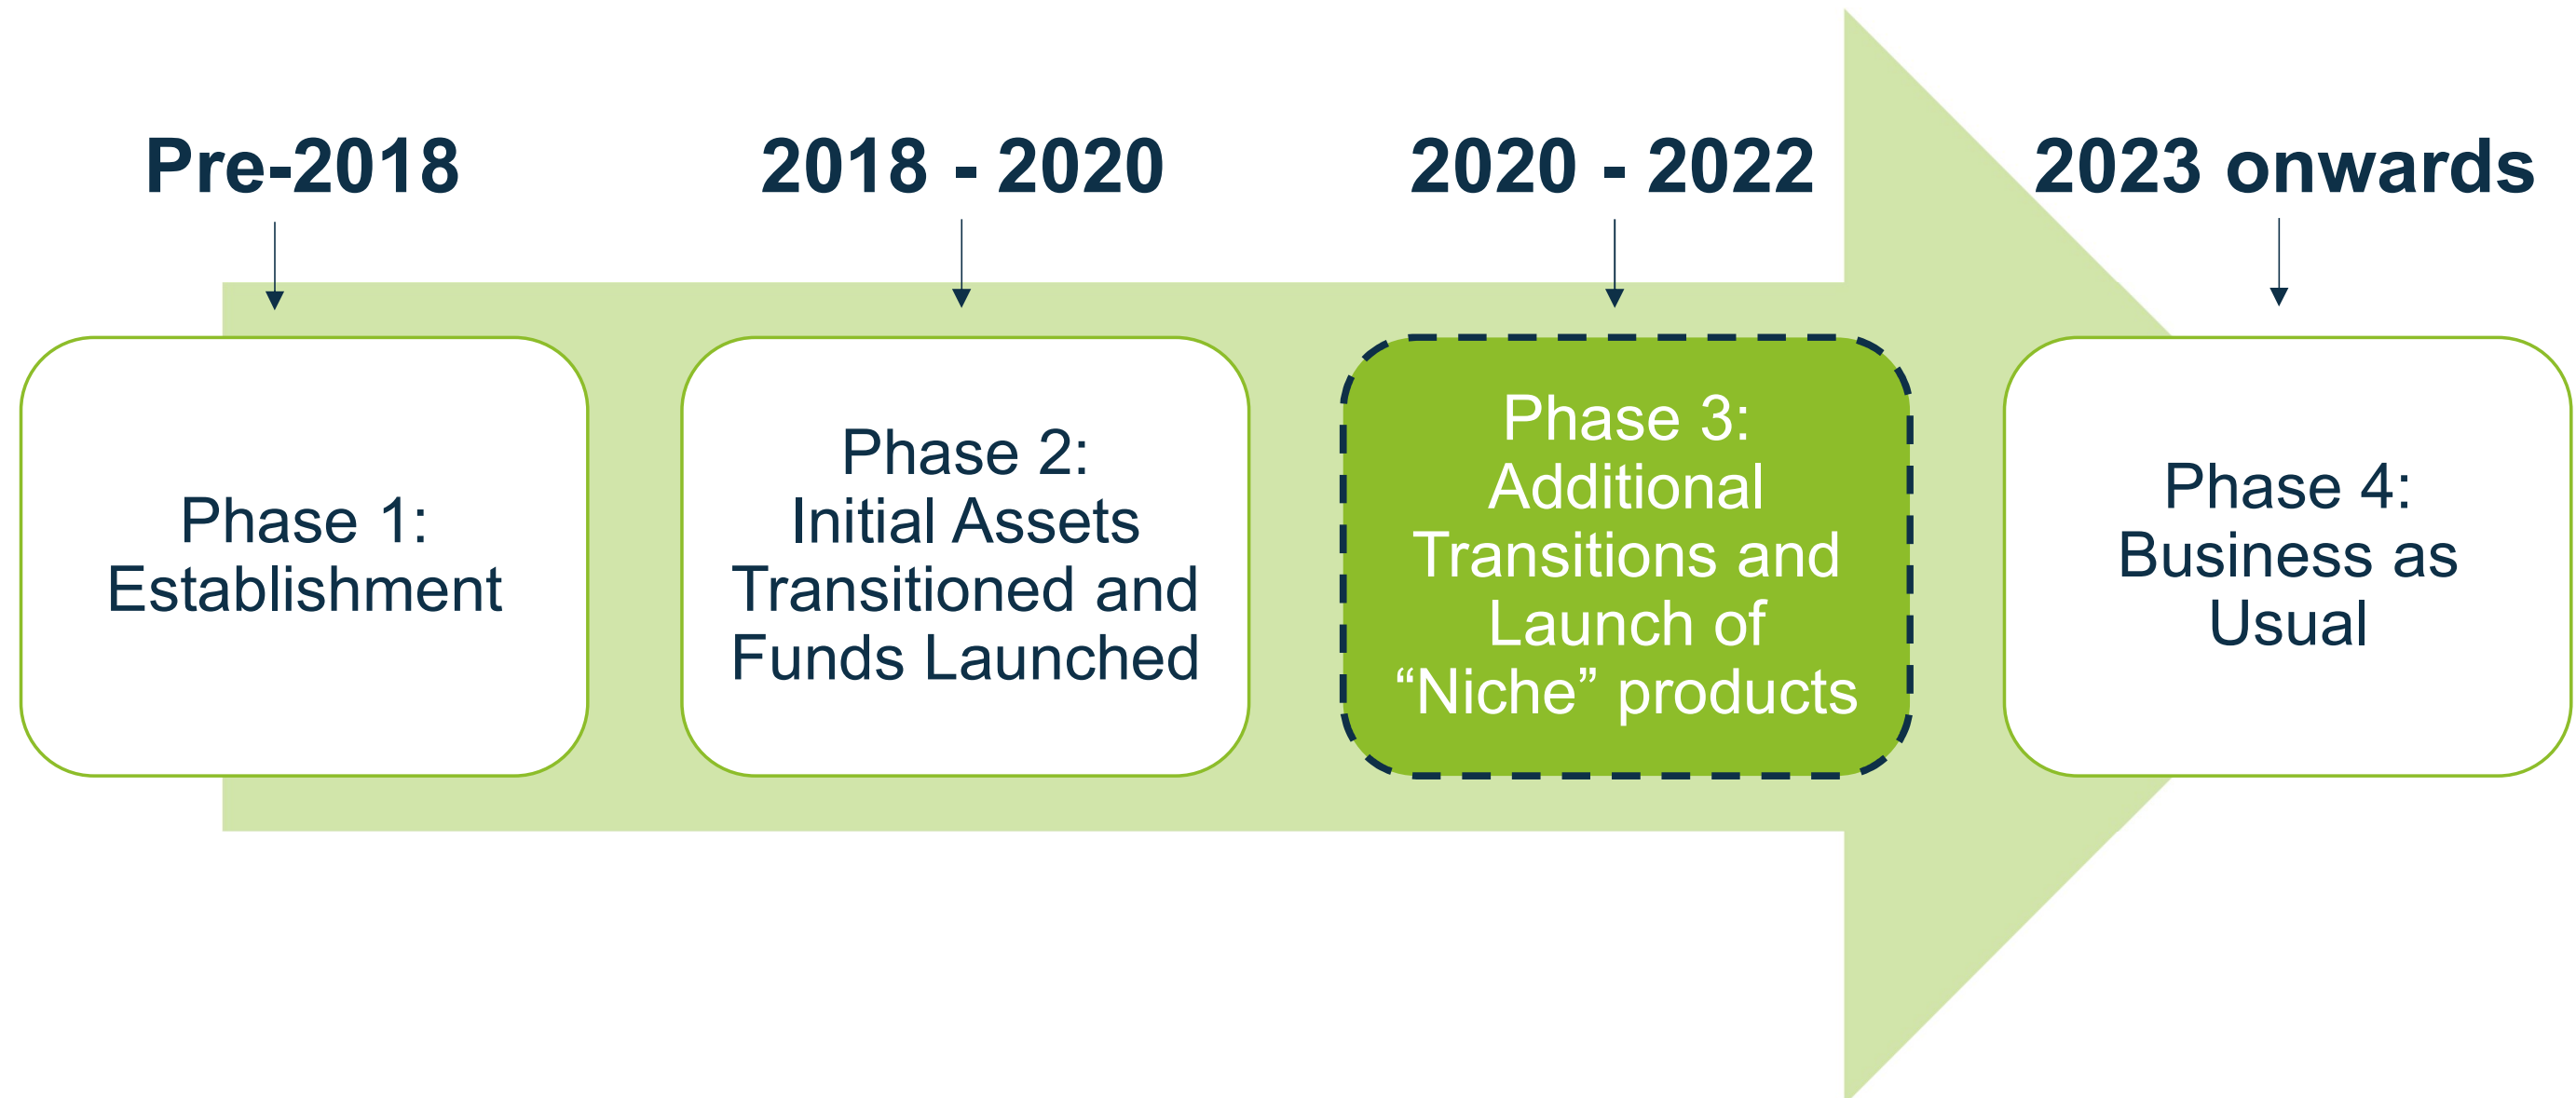 Pre-2018
2018 - 2020
2020 - 2022
2023 onwards
Phase 1:
Establishment
Phase 2:
Initial Assets
Transitioned and
Funds Launched
Phase 3:
Additional
Transitions and
Launch of
“Niche” products
Phase 4:
Business as
Usual